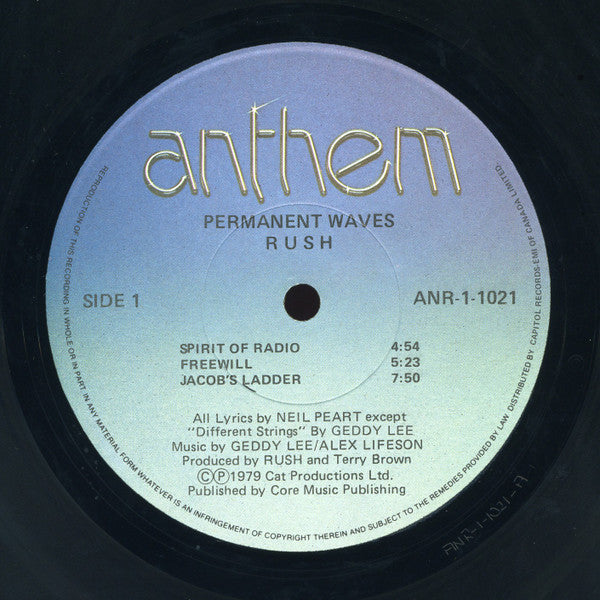 anthem
PERMANENT WAVES
RUSH
SIDE 1
ANR-1-1021
SPIRIT OF RADIO 4:54
FREEWILL 5:23
JACOB'S LADDER 7:50
All Lyrics by NEIL PEART except
"Different Strings" By GEDDY LEE
Music by GEDDY LEE/ALEX LIFESON
Produced by RUSH and Terry Brown
©℗1979 Cat Productions Ltd.
Published by Core Music Publishing
REPRODUCTION OF THIS RECORDING IN WHOLE OR IN PART IN ANY MATERIAL FORM WHATEVER IS AN INFRINGEMENT OF COPYRIGHT THEREIN AND SUBJECT TO THE REMEDIES PROVIDED BY LAW DISTRIBUTED BY CAPITOL RECORDS-EMI OF CANADA LIMITED.
ANR-1-1021-A